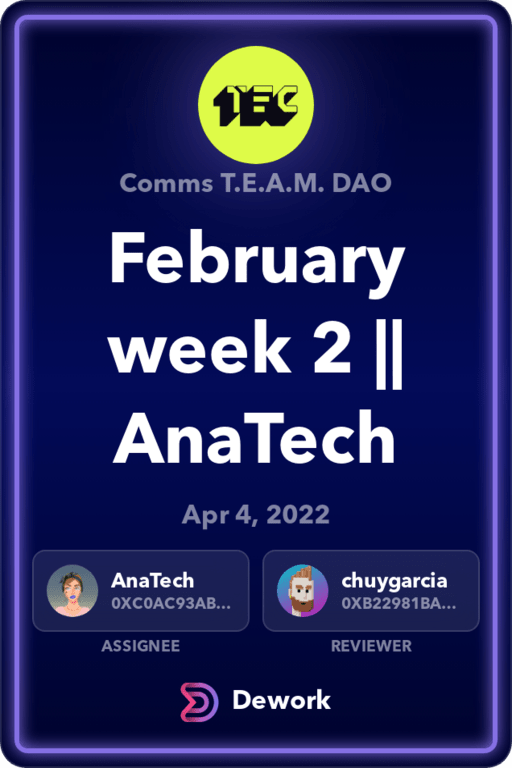 TEC
Comms T.E.A.M. DAO
February
week 2 ||
AnaTech
Apr 4, 2022
AnaTech
0XC0AC93AB...
ASSIGNEE
chuygarcia
0XB22981BA...
REVIEWER
Dework